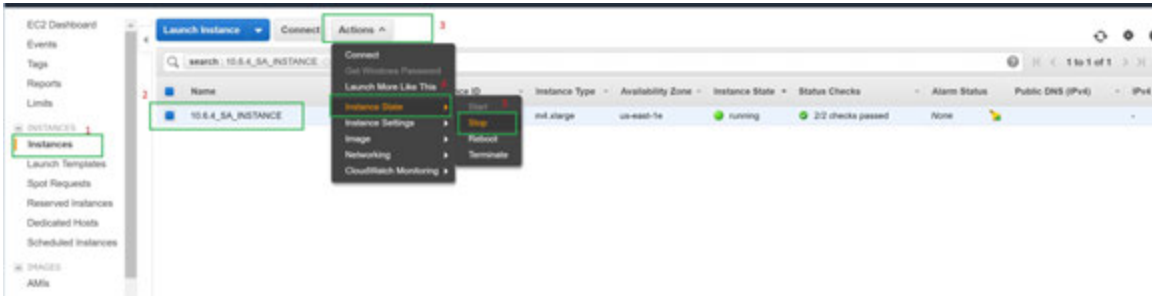 EC2 Dashboard
Events
Tags
Reports
Limits
INSTANCES 1
Instances
Launch Templates
Spot Requests
Reserved Instances
Dedicated Hosts
Scheduled Instances
IMAGES
AMIs
Launch Instance Connect Actions 3
search : 10.6.4_SA_INSTANCE
1 to 1 of 1
2 Name Instance Type Availability Zone Instance State Status Checks Alarm Status Public DNS (IPv4) IPv4
10.6.4_SA_INSTANCE m4.xlarge us-east-1e running 2/2 checks passed None -
Connect
Get Windows Password
Launch More Like This
Instance State
Instance Settings
Image
Networking
CloudWatch Monitoring
Start
Stop
Reboot
Terminate